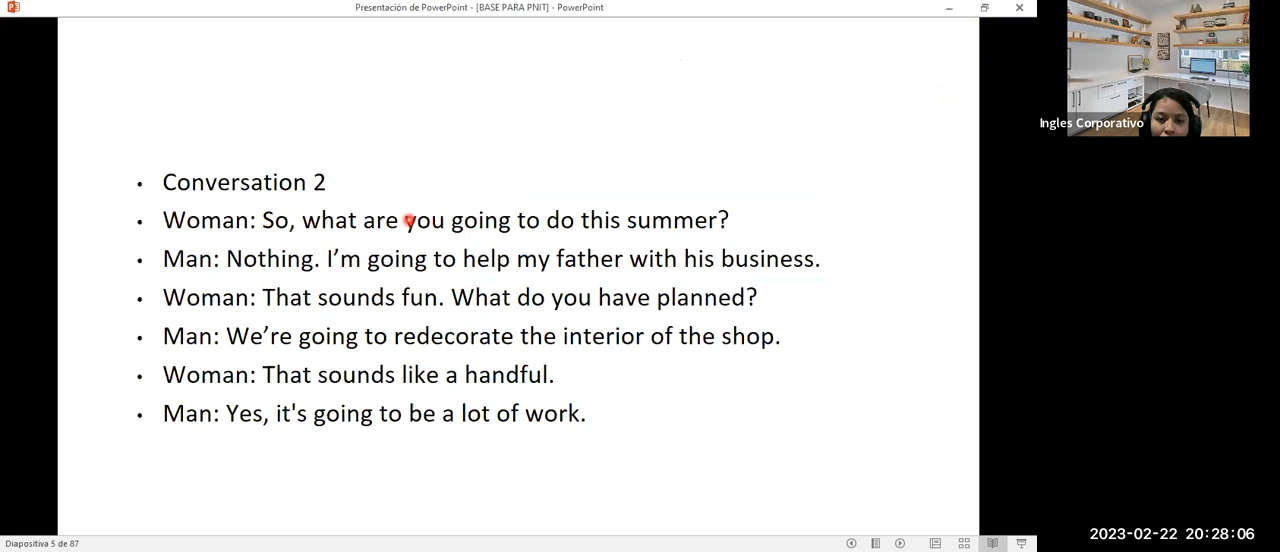 Presentación de PowerPoint - [BASE PARA PNIT] - PowerPoint
Ingles Corporativo
• Conversation 2
• Woman: So, what are you going to do this summer?
• Man: Nothing. I’m going to help my father with his business.
• Woman: That sounds fun. What do you have planned?
• Man: We’re going to redecorate the interior of the shop.
• Woman: That sounds like a handful.
• Man: Yes, it's going to be a lot of work.
Diapositiva 5 de 87
2023-02-22 20:28:06